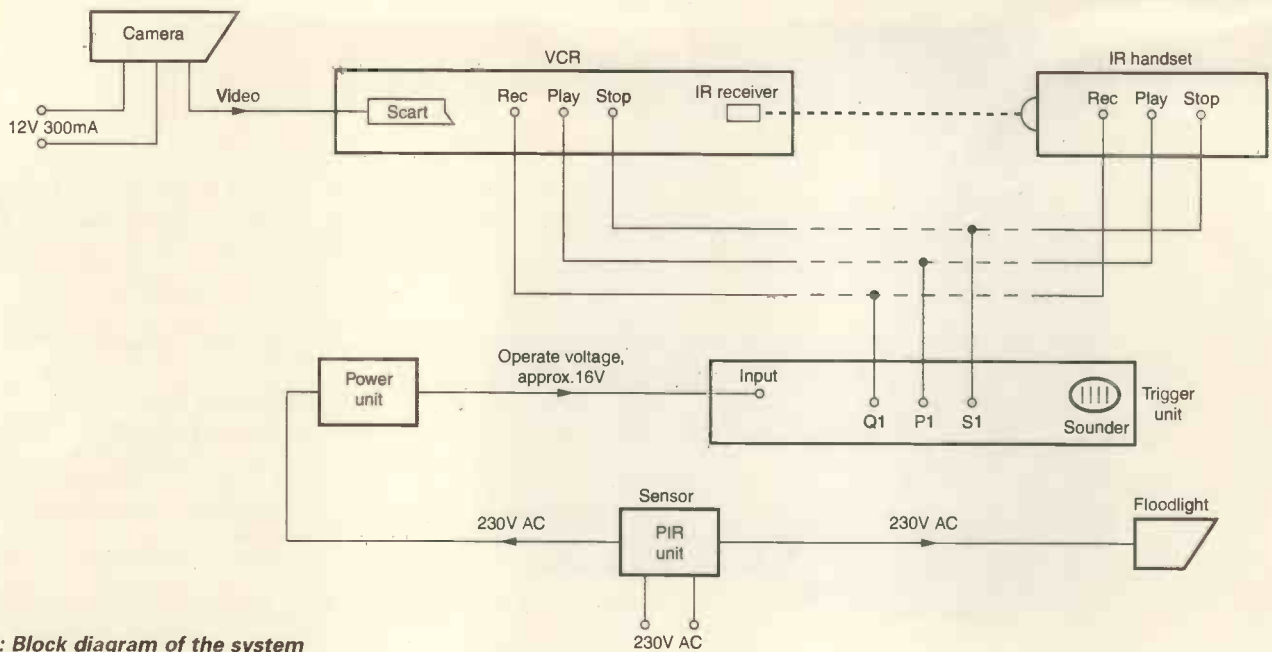 Camera
12V 300mA
Video
VCR
Scart
Rec Play Stop
IR receiver
IR handset
Rec Play Stop
Operate voltage,
approx.16V
Power
unit
Input
Q1 P1 S1
Sounder
Trigger
unit
Sensor
PIR
unit
230V AC
230V AC
230V AC
Floodlight
: Block diagram of the system